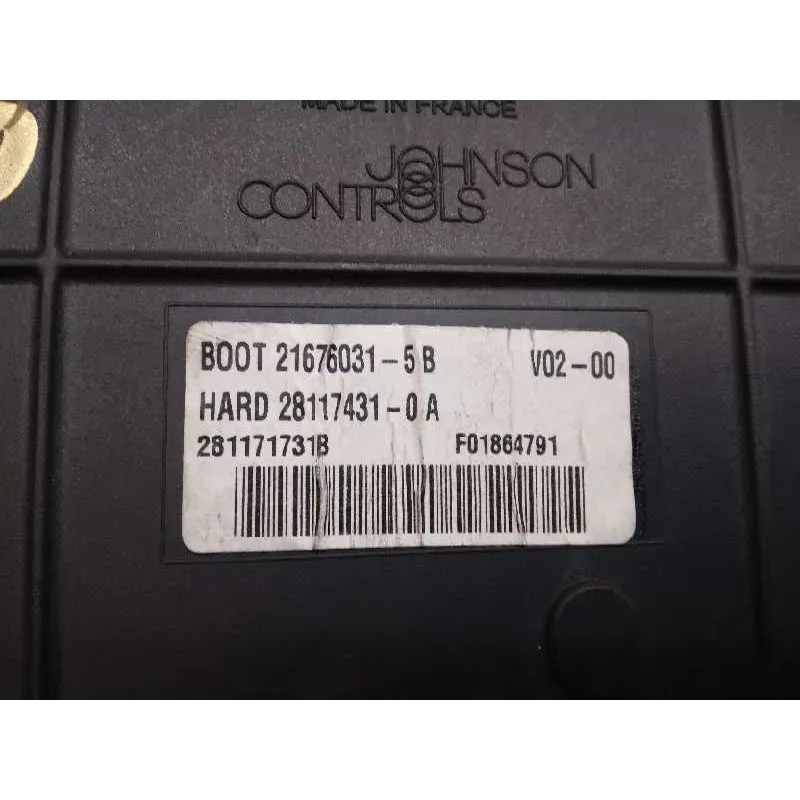 MADE IN FRANCE
JOHNSON
CONTROLS
BOOT 21676031-5 B V02-00
HARD 28117431-0 A
281171731B F01864791